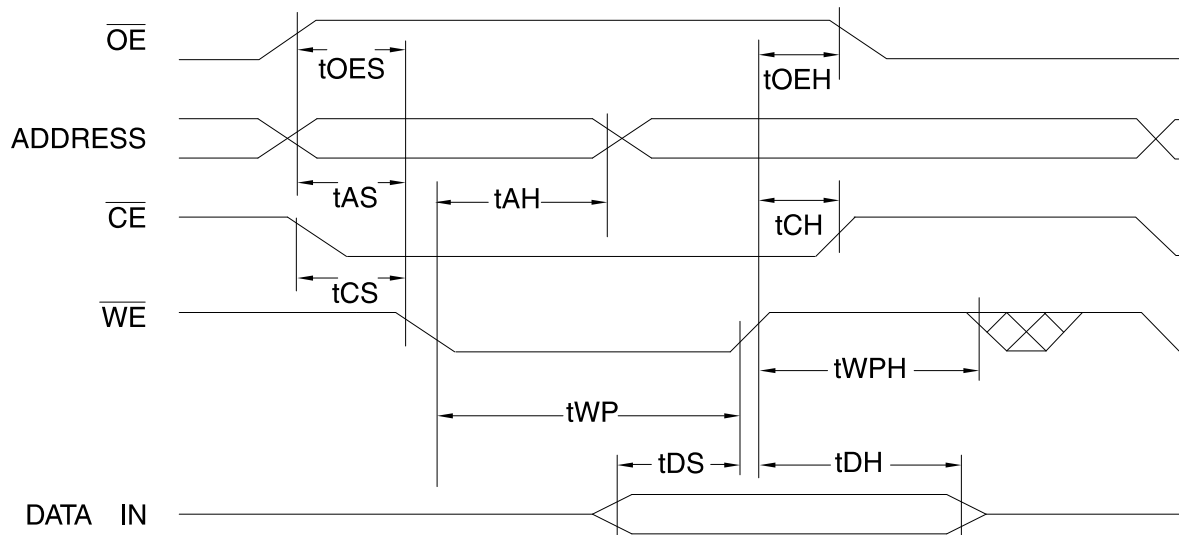 OE
tOES
tOEH
ADDRESS
tAS
tAH
CE
tCH
tCS
WE
tWPH
tWP
tDS
tDH
DATA IN